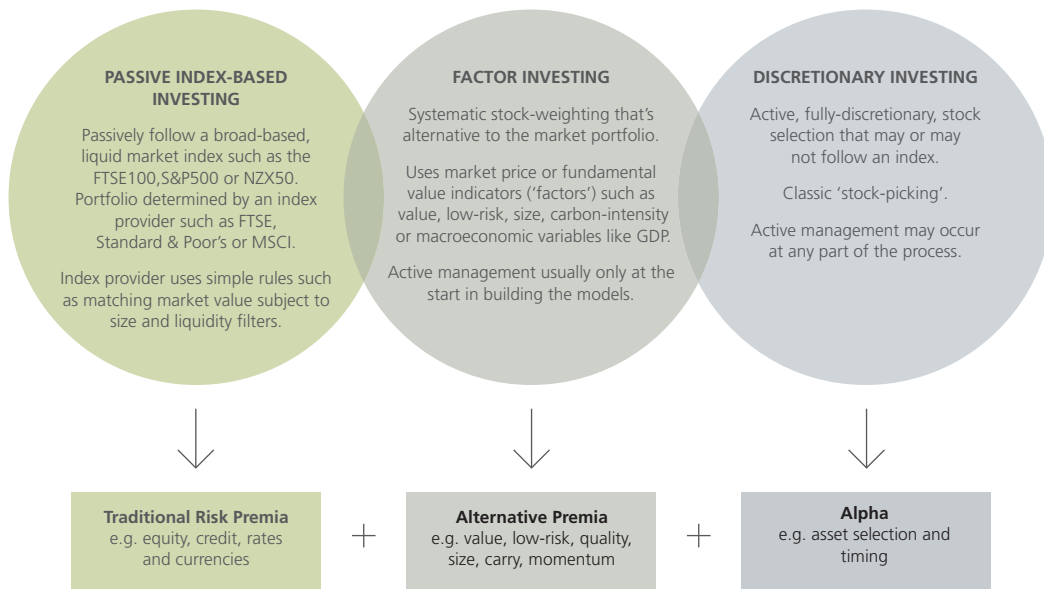 PASSIVE INDEX-BASED
INVESTING
Passively follow a broad-based,
liquid market index such as the
FTSE100,S&P500 or NZX50.
Portfolio determined by an index
provider such as FTSE,
Standard & Poor's or MSCI.
Index provider uses simple rules such
as matching market value subject to
size and liquidity filters.
FACTOR INVESTING
Systematic stock-weighting that's
alternative to the market portfolio.
Uses market price or fundamental
value indicators ('factors') such as
value, low-risk, size, carbon-intensity
or macroeconomic variables like GDP.
Active management usually only at the
start in building the models.
DISCRETIONARY INVESTING
Active, fully-discretionary, stock
selection that may or may
not follow an index.
Classic 'stock-picking'.
Active management may occur
at any part of the process.
Traditional Risk Premia
e.g. equity, credit, rates
and currencies
+
Alternative Premia
e.g. value, low-risk, quality,
size, carry, momentum
+
Alpha
e.g. asset selection and
timing